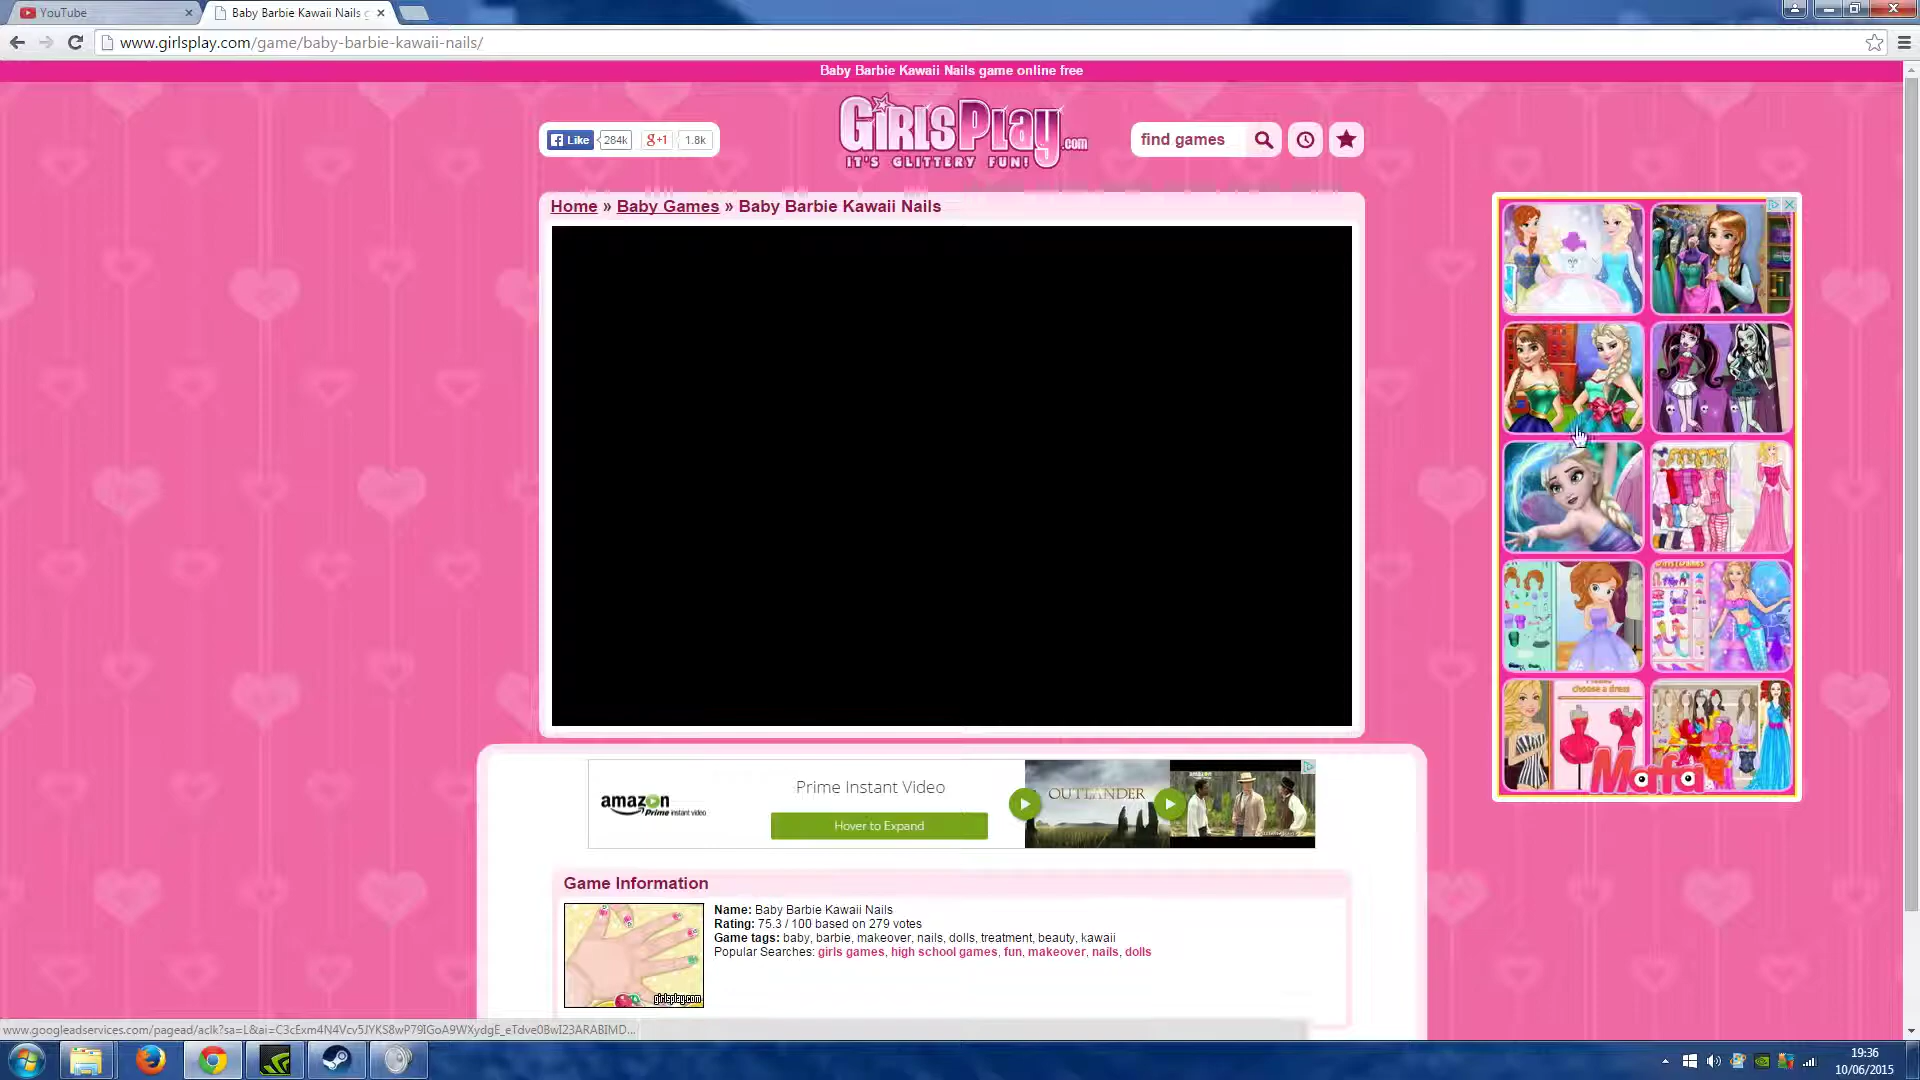 YouTube
Baby Barbie Kawaii Nails g
www.girlsplay.com/game/baby-barbie-kawaii-nails/
Baby Barbie Kawaii Nails game online free
Like 284k g+1 1.8k
GIRLSPLAY.com
IT'S GLITTERY FUN!
find games
Home » Baby Games » Baby Barbie Kawaii Nails
choose a dress
Mafa
amazon
Prime instant video
Prime Instant Video
Hover to Expand
OUTLANDER
amazon
Game Information
Name: Baby Barbie Kawaii Nails
Rating: 75.3 / 100 based on 279 votes
Game tags: baby, barbie, makeover, nails, dolls, treatment, beauty, kawaii
Popular Searches: girls games, high school games, fun, makeover, nails, dolls
girlsplay.com
19:36
10/06/2015